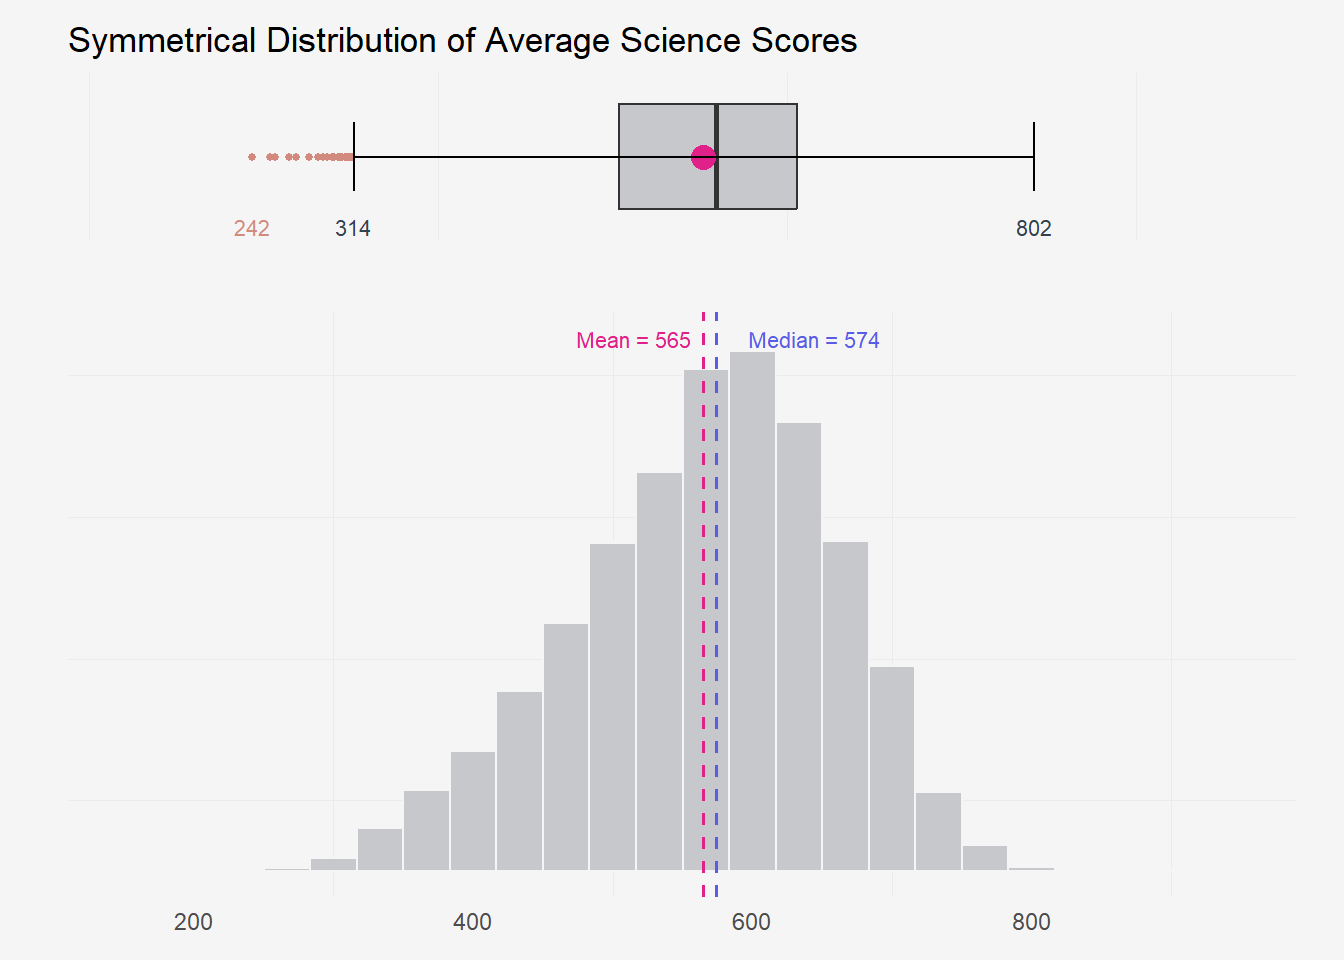 Symmetrical Distribution of Average Science Scores
242 314 802
Mean = 565 Median = 574
200 400 600 800